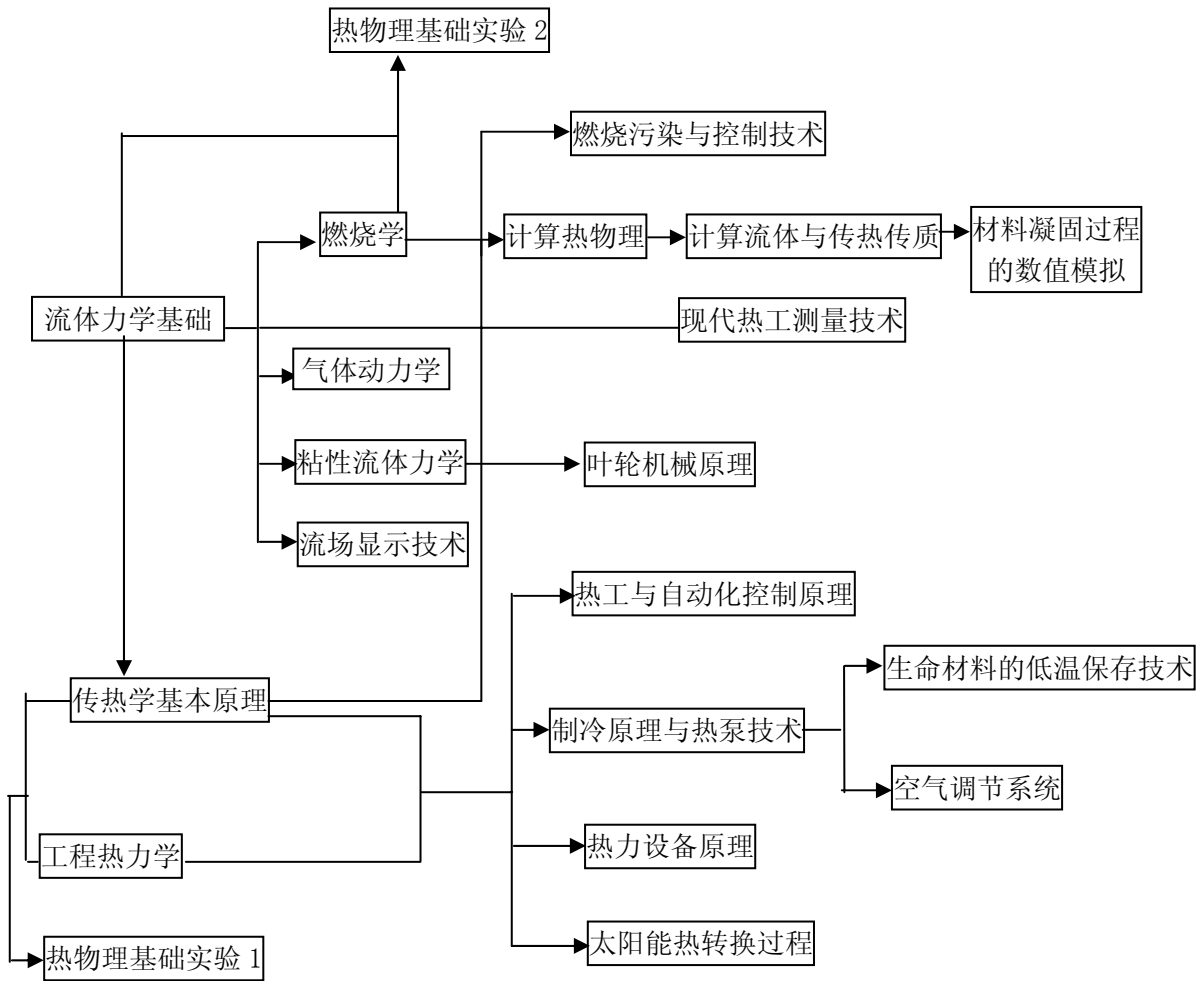 热物理基础实验 2
燃烧污染与控制技术
燃烧学
计算热物理
计算流体与传热传质
材料凝固过程
的数值模拟
流体力学基础
现代热工测量技术
气体动力学
粘性流体力学
叶轮机械原理
流场显示技术
热工与自动化控制原理
生命材料的低温保存技术
传热学基本原理
制冷原理与热泵技术
空气调节系统
工程热力学
热力设备原理
热物理基础实验 1
太阳能热转换过程